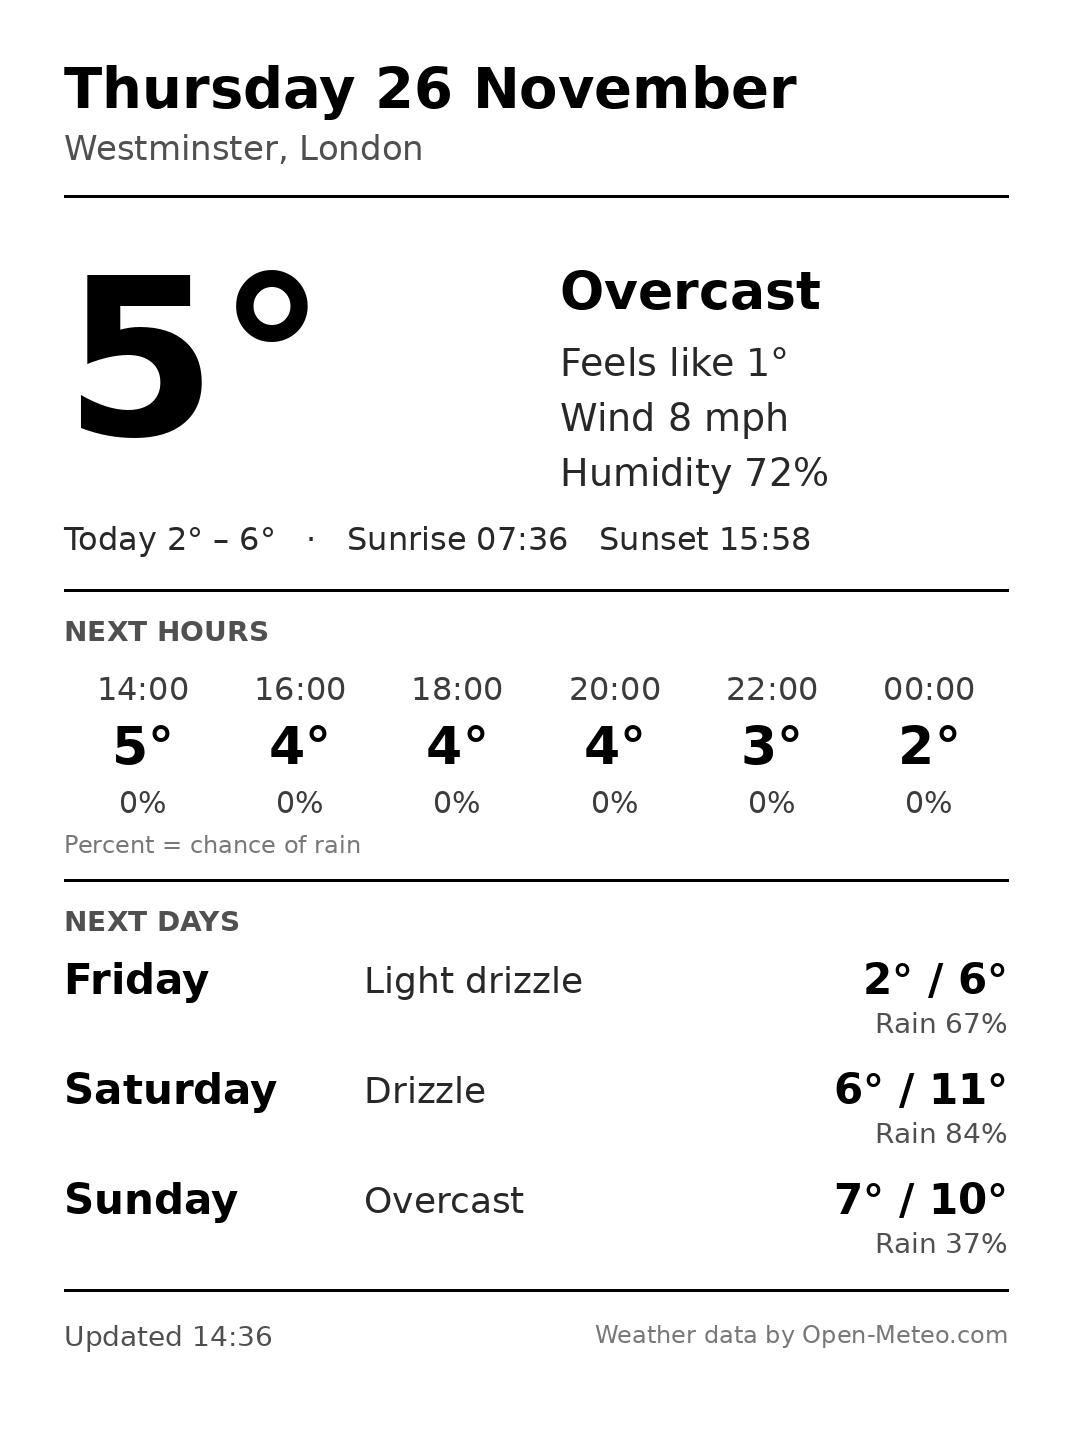 Thursday 26 November
Westminster, London
5°
Overcast
Feels like 1°
Wind 8 mph
Humidity 72%
Today 2° – 6° · Sunrise 07:36 Sunset 15:58
NEXT HOURS
14:00 16:00 18:00 20:00 22:00 00:00
5° 4° 4° 4° 3° 2°
0% 0% 0% 0% 0% 0%
Percent = chance of rain
NEXT DAYS
Friday Light drizzle 2° / 6°
Rain 67%
Saturday Drizzle 6° / 11°
Rain 84%
Sunday Overcast 7° / 10°
Rain 37%
Updated 14:36 Weather data by Open-Meteo.com